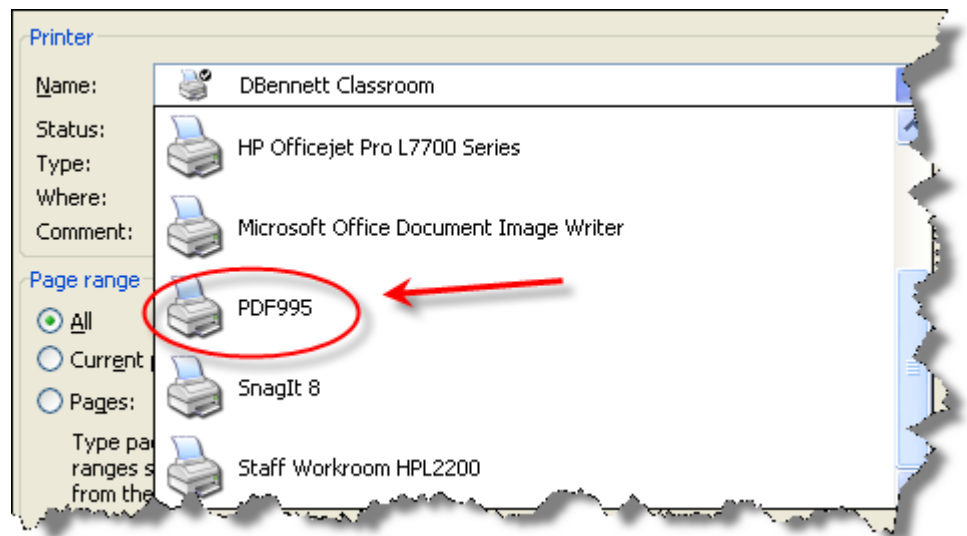 Printer
Name:
DBennett Classroom
Status:
HP Officejet Pro L7700 Series
Type:
Where:
Microsoft Office Document Image Writer
Comment:
Page range
PDF995
All
Current
SnagIt 8
Pages:
Type
ranges
Staff Workroom HPL2200
from the